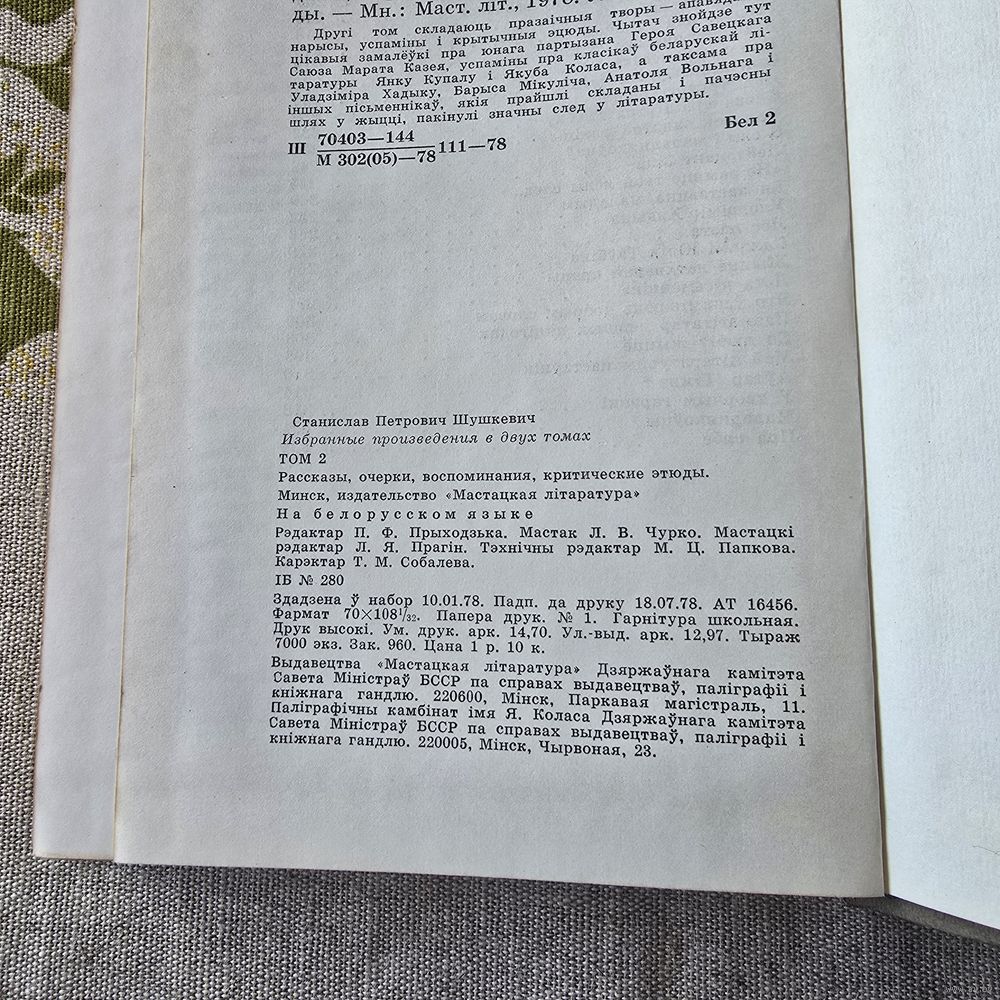 ды. — Мн.: Маст. літ., 1978.
Другі том складаюць празаічныя творы — апавяданні,
нарысы, успаміны і крытычныя эцюды. Чытач знойдзе тут
цікавыя замалёўкі пра юнага партызана Героя Савецкага
Саюза Марата Казея, успаміны пра класікаў беларускай лі-
таратуры Янку Купалу і Якуба Коласа, а таксама пра
Уладзіміра Хадыку, Барыса Мікуліча, Анатоля Вольнага і
іншых пісьменнікаў, якія прайшлі складаны і пачэсны
шлях у жыцці, пакінулі значны след у літаратуры.
Ш 70403—144
М 302(05)—78 111—78
Бел 2
Станислав Петрович Шушкевич
Избранные произведения в двух томах
ТОМ 2
Рассказы, очерки, воспоминания, критические этюды.
Минск, издательство «Мастацкая літаратура»
На белорусском языке
Рэдактар П. Ф. Прыходзька. Мастак Л. В. Чурко. Мастацкі
рэдактар Л. Я. Прагін. Тэхнічны рэдактар М. Ц. Папкова.
Карэктар Т. М. Собалева.
ІБ № 280
Здадзена ў набор 10.01.78. Падп. да друку 18.07.78. АТ 16456.
Фармат 70×108¹/₃₂. Папера друк. № 1. Гарнітура школьная.
Друк высокі. Ум. друк. арк. 14,70. Ул.-выд. арк. 12,97. Тыраж
7000 экз. Зак. 960. Цана 1 р. 10 к.
Выдавецтва «Мастацкая літаратура» Дзяржаўнага камітэта
Савета Міністраў БССР па справах выдавецтваў, паліграфіі і
кніжнага гандлю. 220600, Мінск, Паркавая магістраль, 11.
Паліграфічны камбінат імя Я. Коласа Дзяржаўнага камітэта
Савета Міністраў БССР па справах выдавецтваў, паліграфіі і
кніжнага гандлю. 220005, Мінск, Чырвоная, 23.